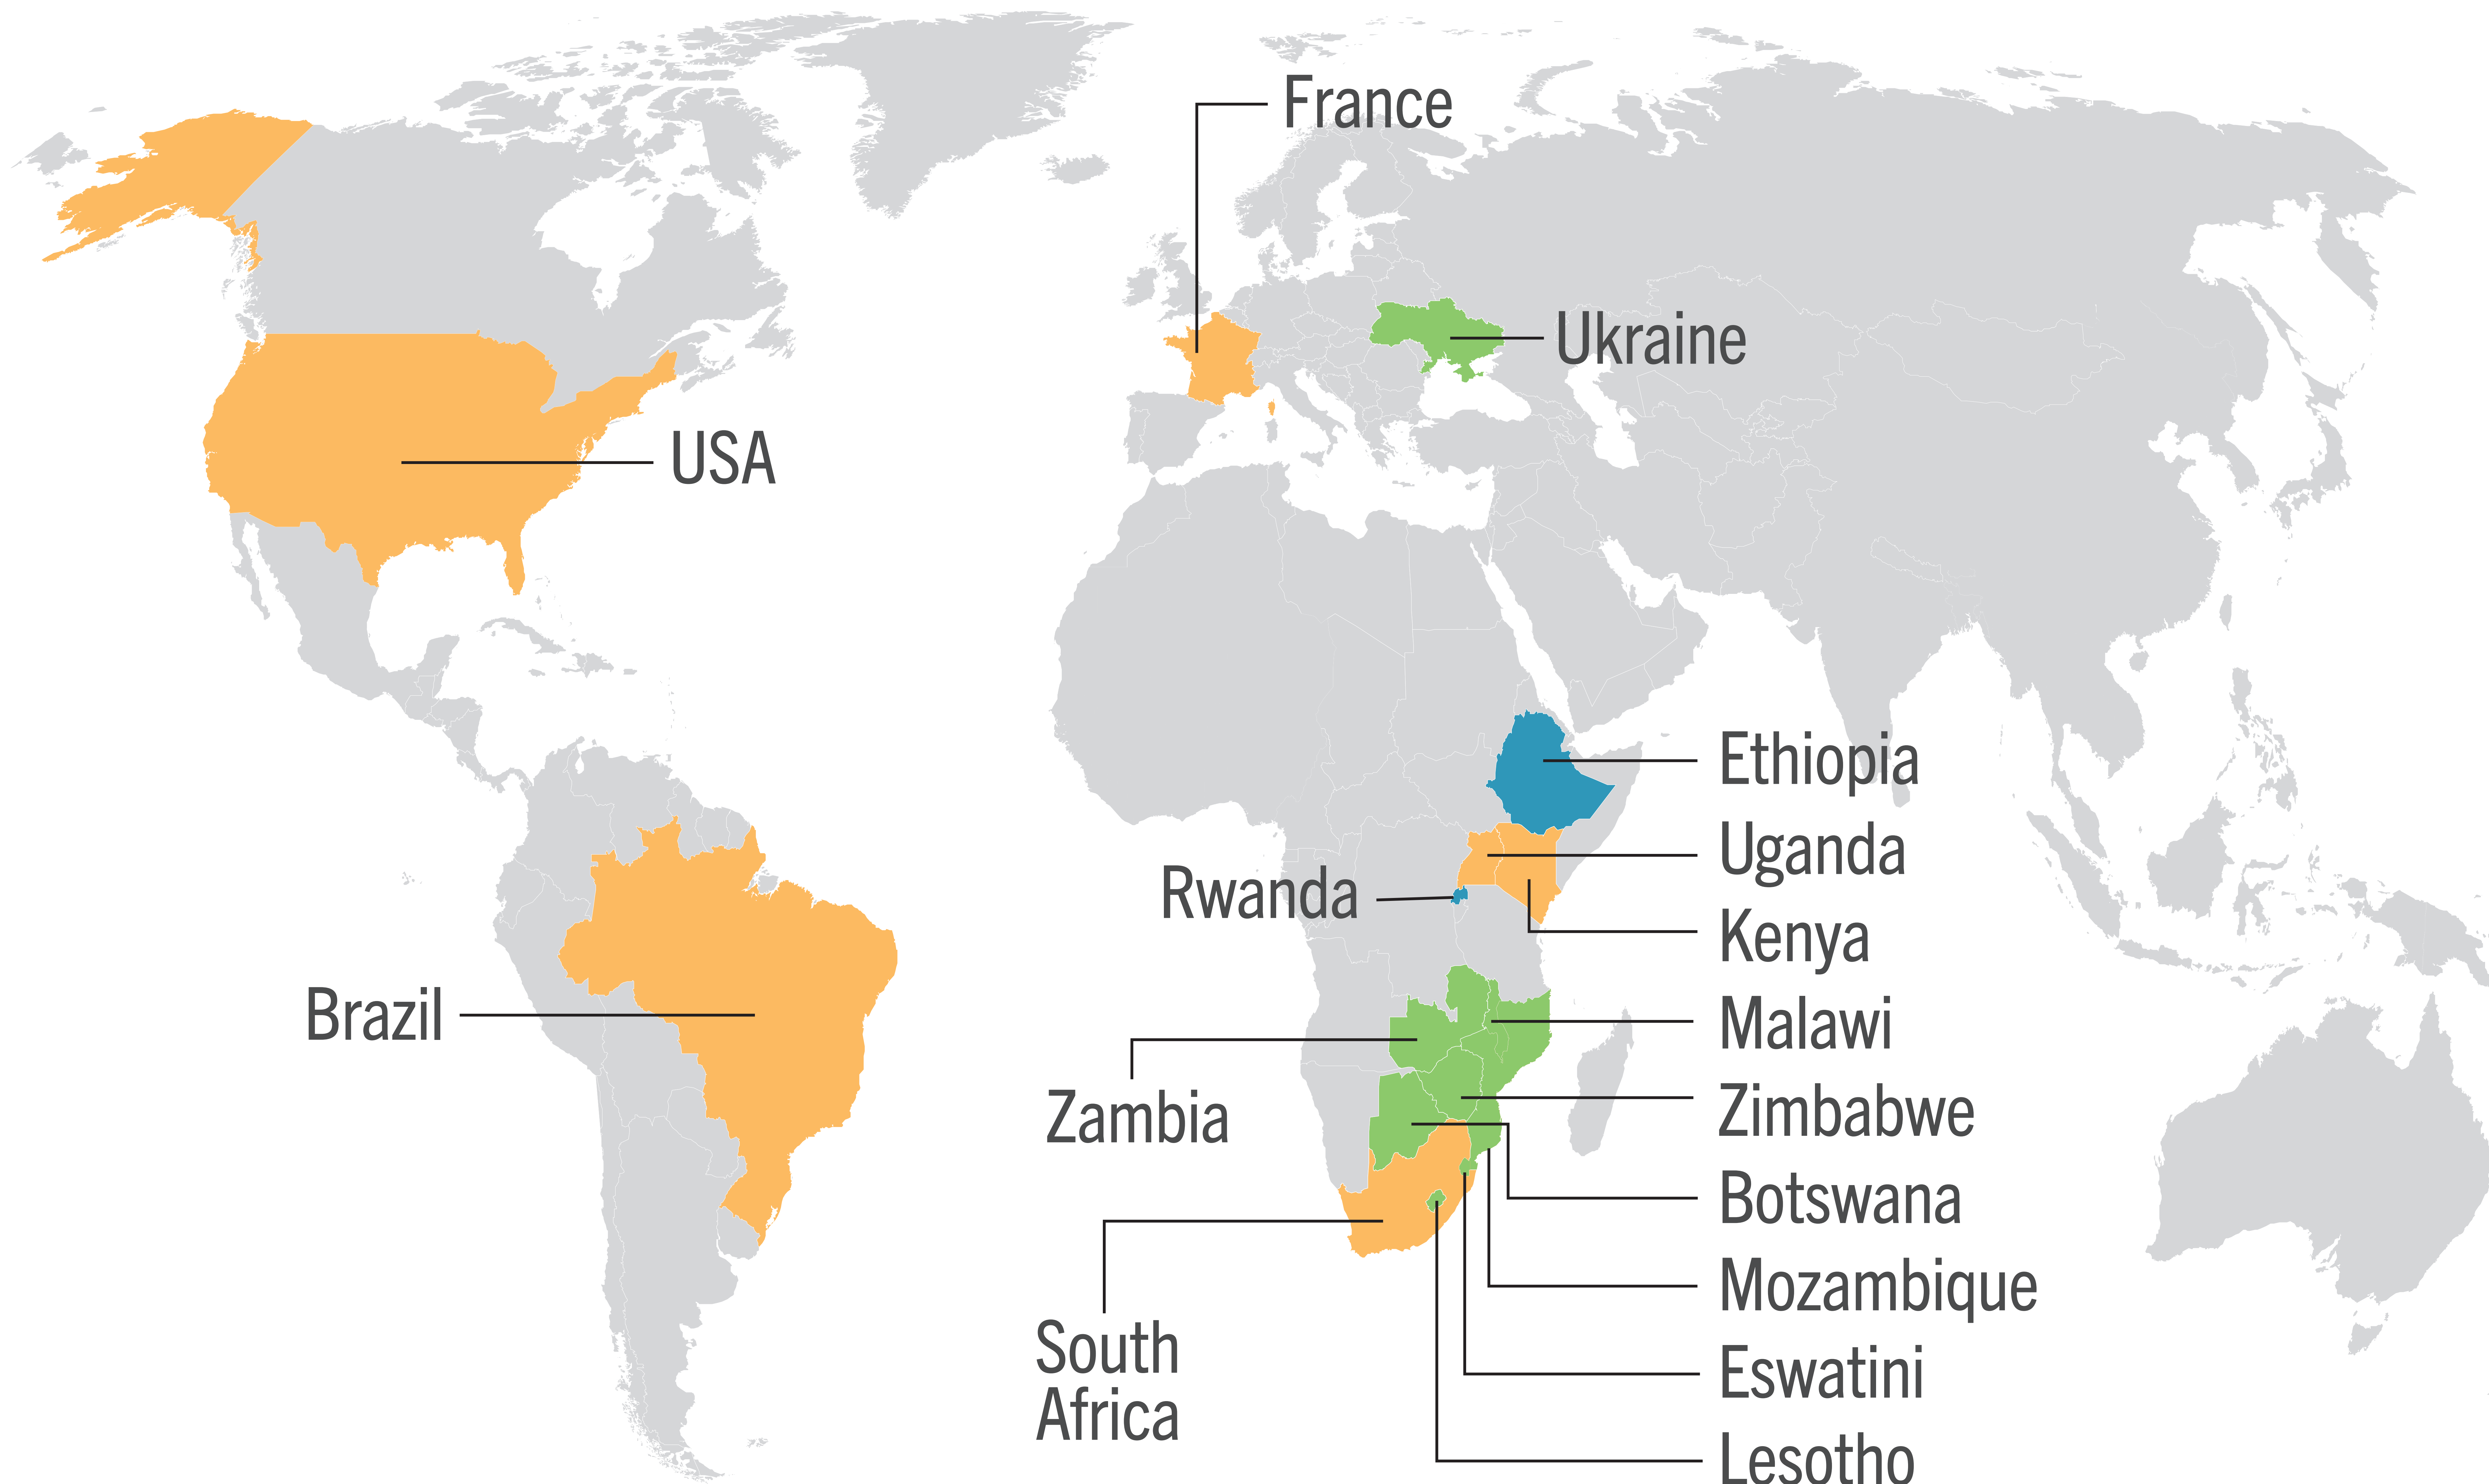 France
Ukraine
USA
Ethiopia
Uganda
Rwanda
Kenya
Brazil
Malawi
Zambia
Zimbabwe
Botswana
Mozambique
South
Africa
Eswatini
Lesotho